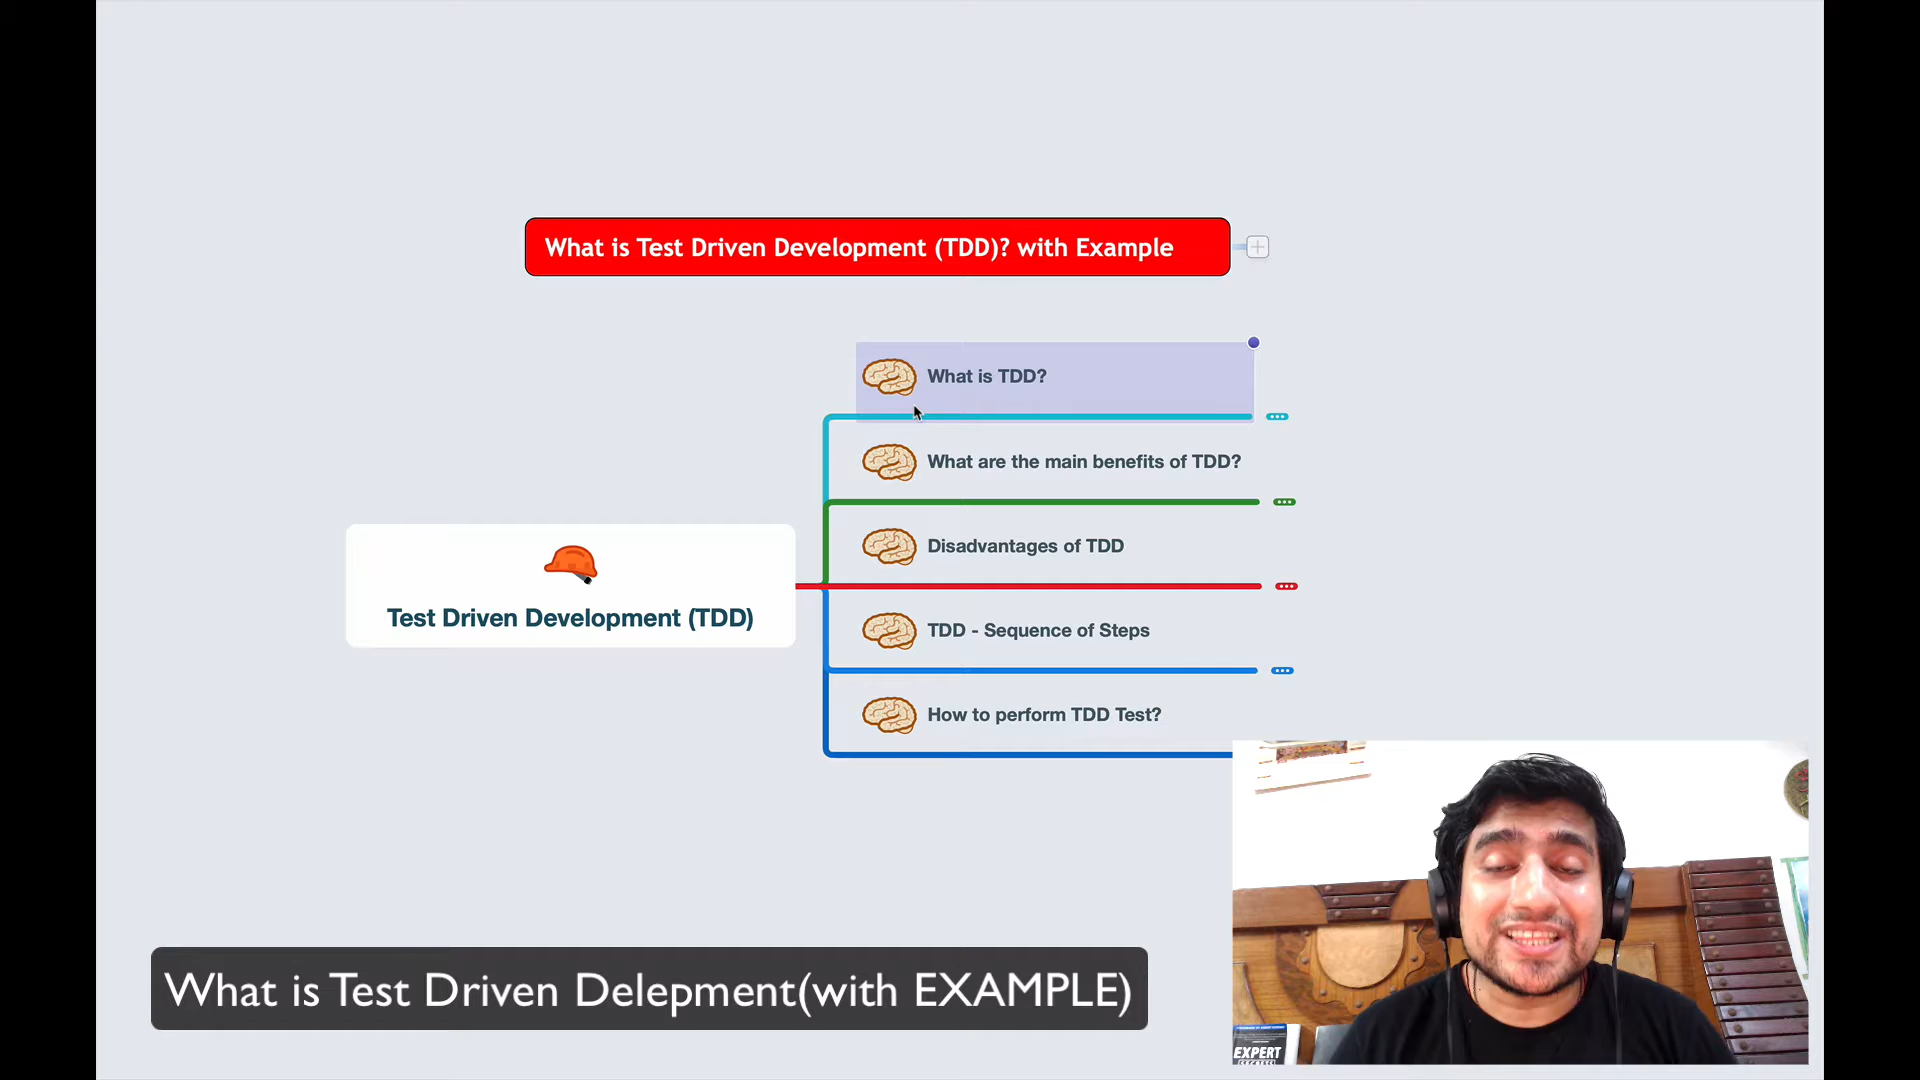 What is Test Driven Development (TDD)? with Example
What is TDD?
What are the main benefits of TDD?
Disadvantages of TDD
Test Driven Development (TDD)
TDD - Sequence of Steps
How to perform TDD Test?
What is Test Driven Delepment(with EXAMPLE)
EXPERT